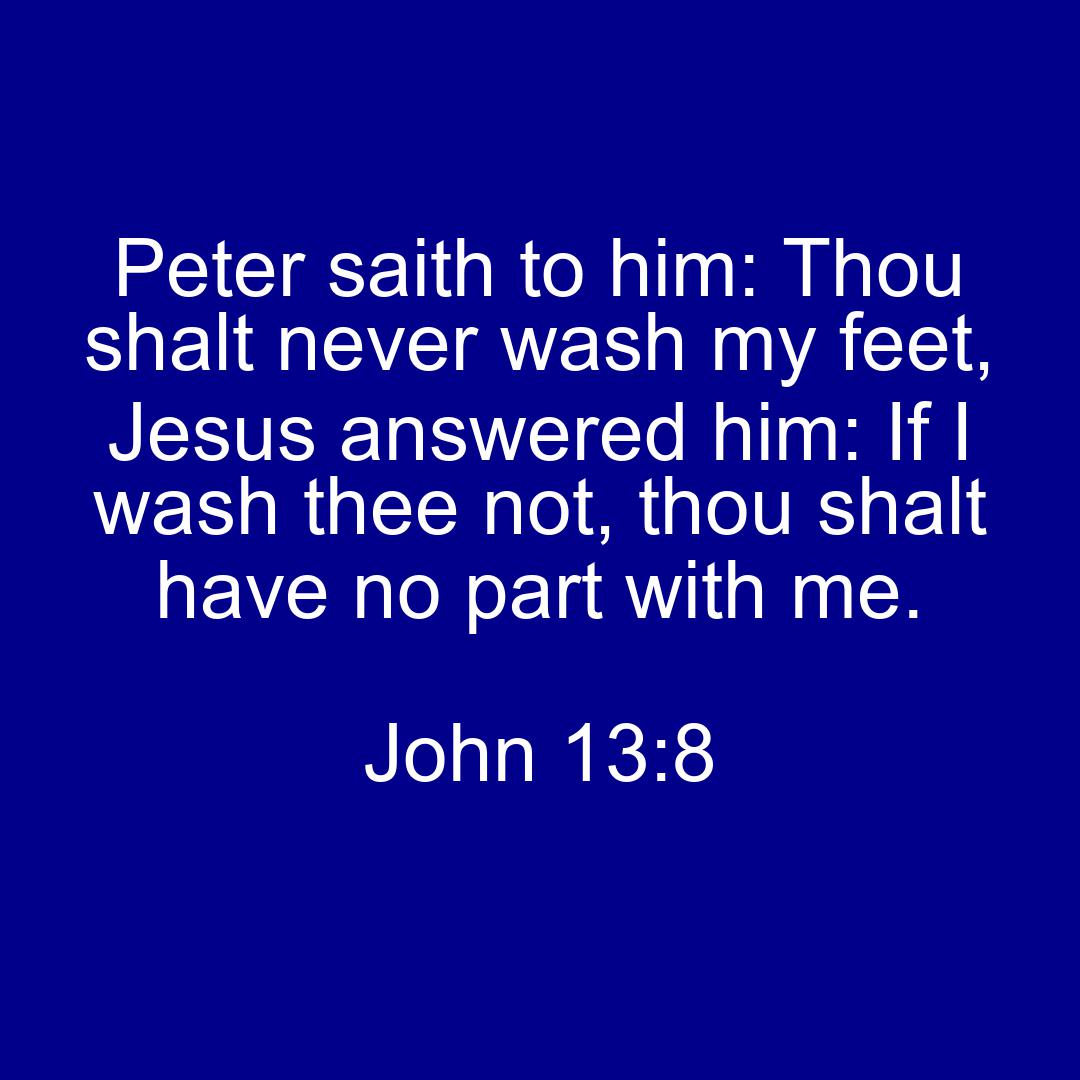 Peter saith to him: Thou
shalt never wash my feet,
Jesus answered him: If I
wash thee not, thou shalt
have no part with me.
John 13:8